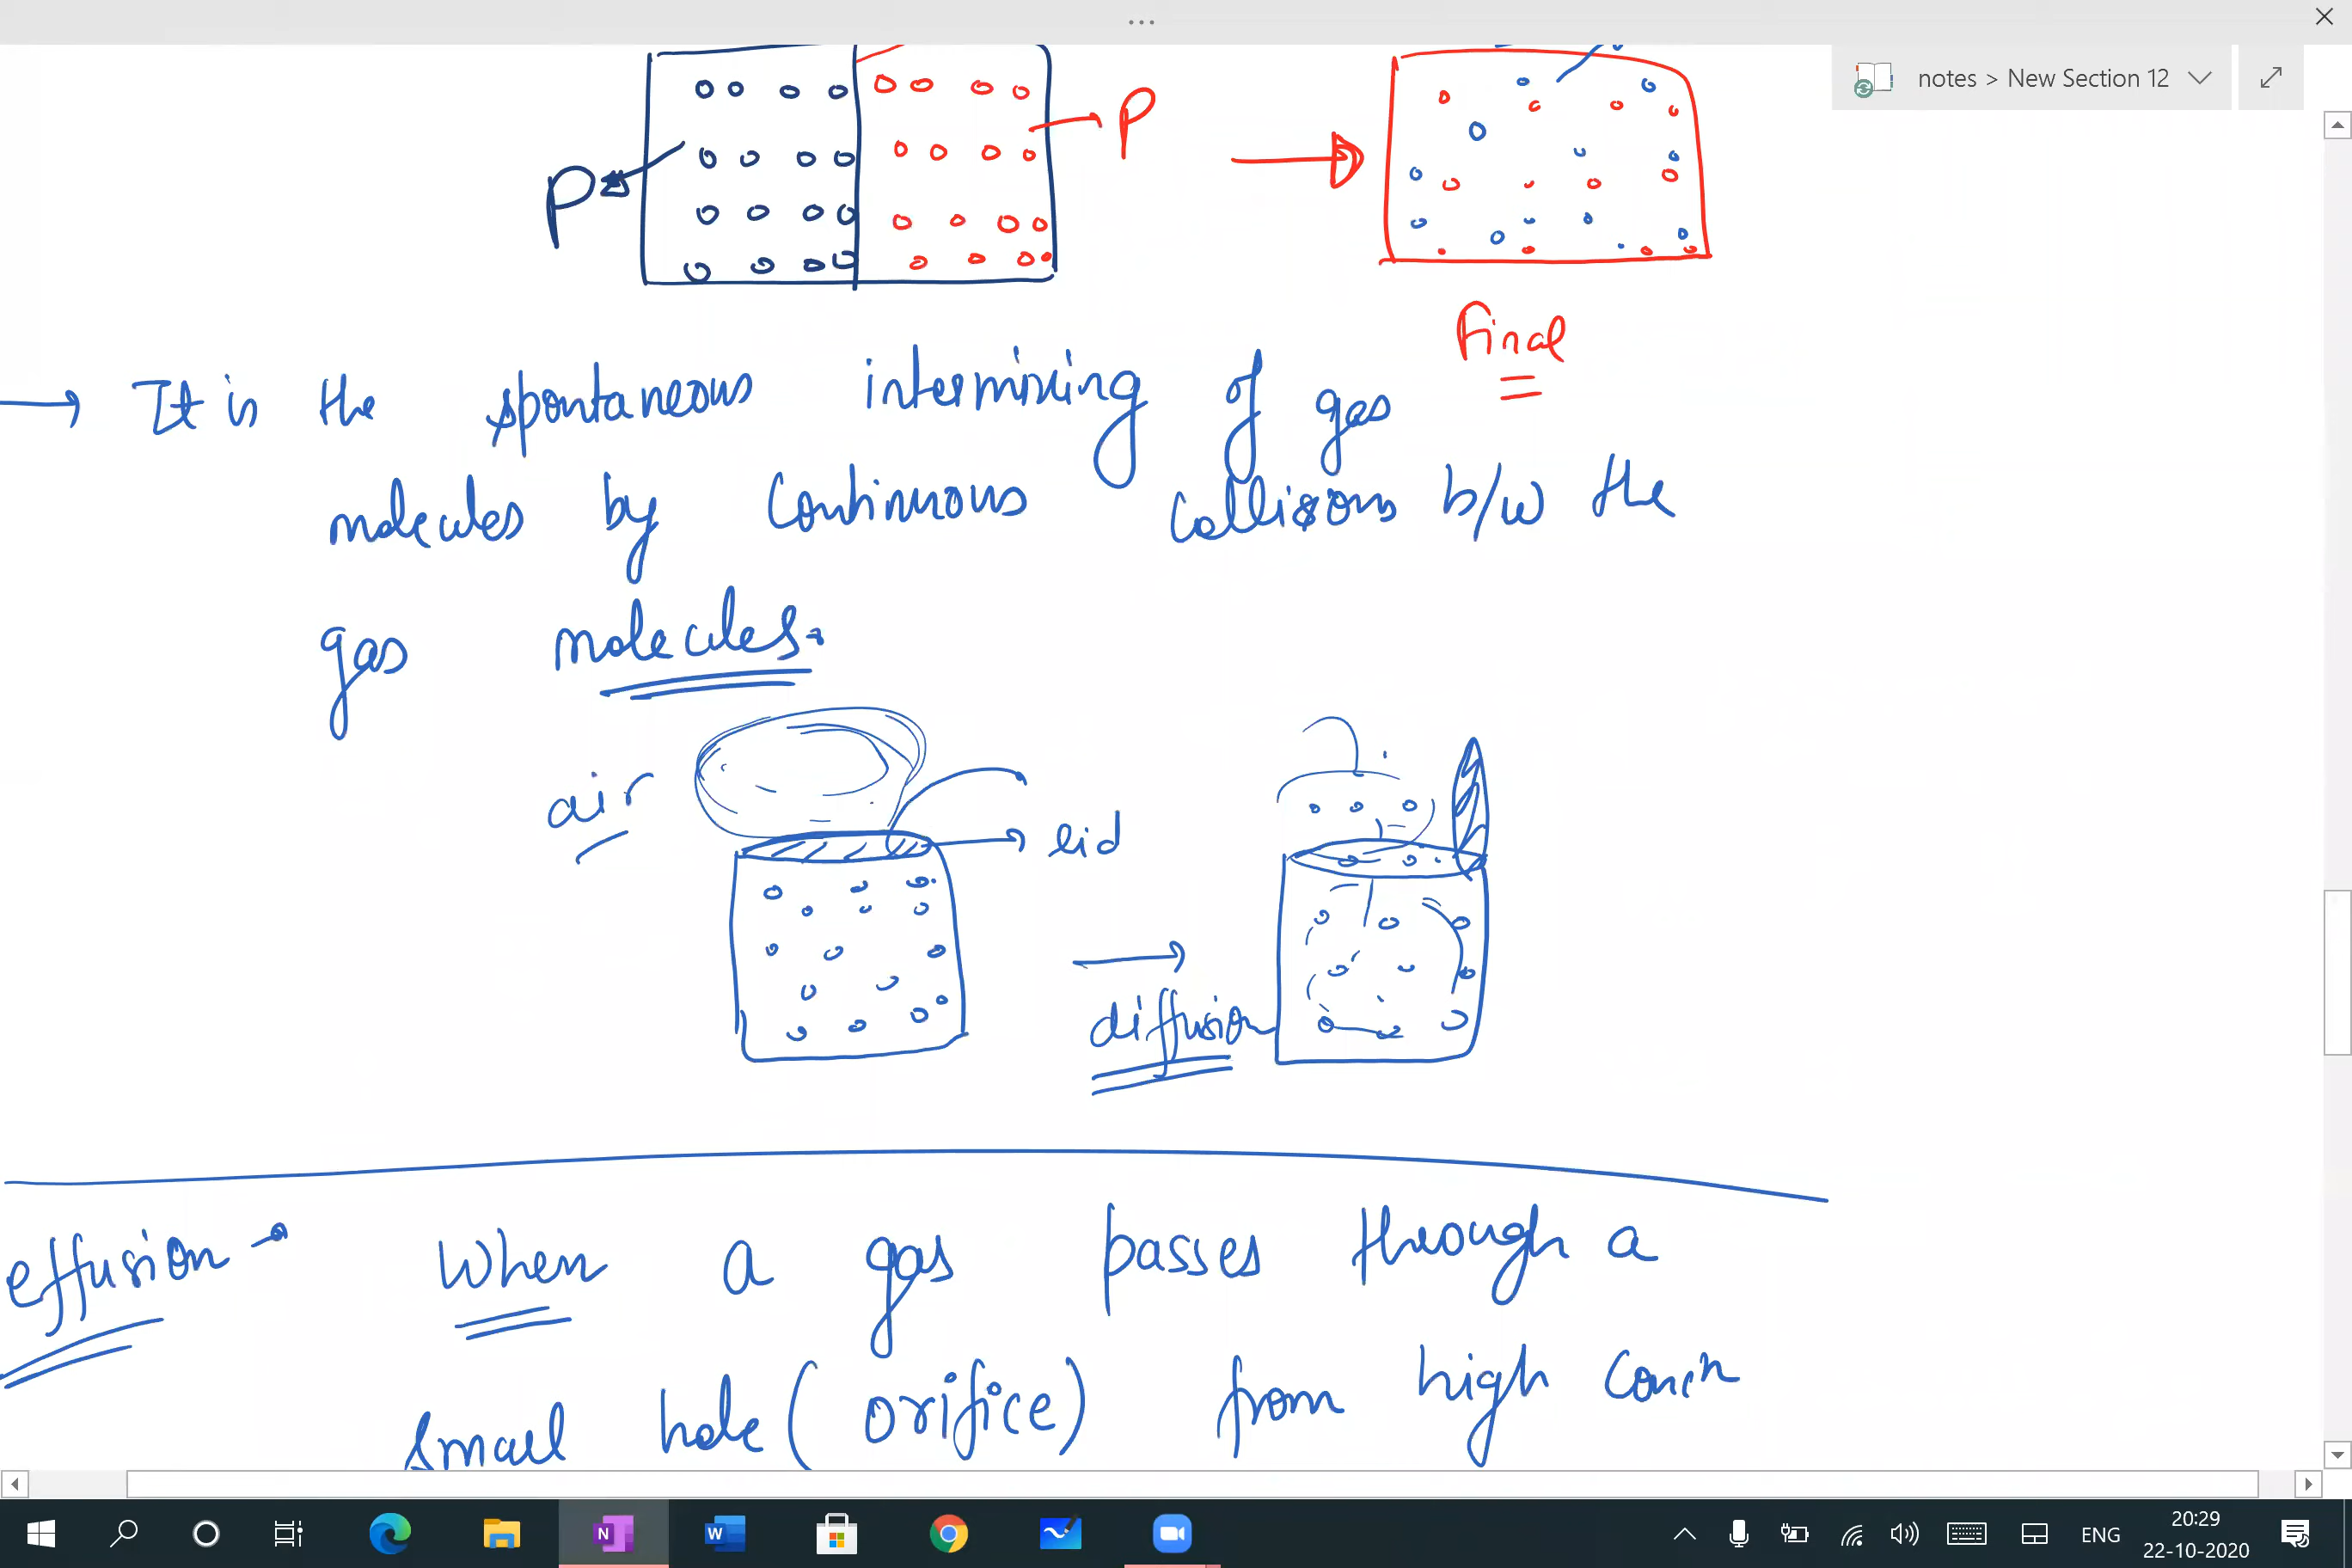 notes > New Section 12
P
P
final
→ It is the spontaneous intermixing of gas
molecules by continuous collisions b/w the
gas molecules.
air
lid
diffusion
effusion → When a gas passes through a
small hole (orifice) from high concn
N
W
ENG
20:29
22-10-2020